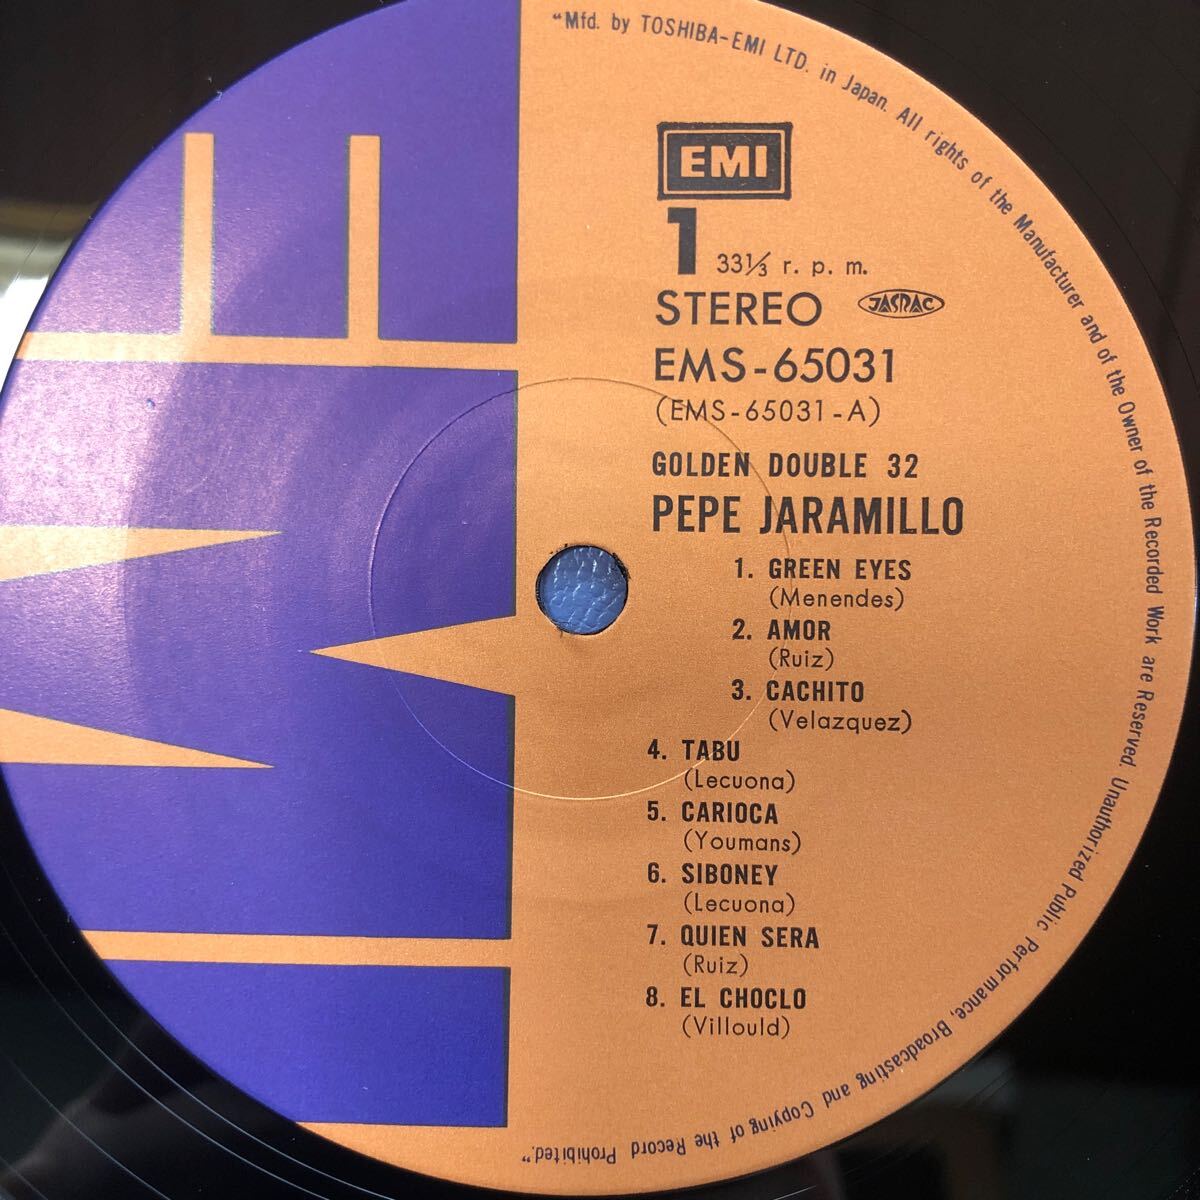 "Mfd. by TOSHIBA-EMI LTD. in Japan. All rights of the Manufacturer and of the Owner of the Recorded Work are Reserved. Unauthorized Public Performance, Broadcasting and Copying of the Record Prohibited."
EMI
1 33⅓ r. p. m.
STEREO JASRAC
EMS-65031
(EMS-65031-A)
GOLDEN DOUBLE 32
PEPE JARAMILLO
1. GREEN EYES
(Menendes)
2. AMOR
(Ruiz)
3. CACHITO
(Velazquez)
4. TABU
(Lecuona)
5. CARIOCA
(Youmans)
6. SIBONEY
(Lecuona)
7. QUIEN SERA
(Ruiz)
8. EL CHOCLO
(Villould)